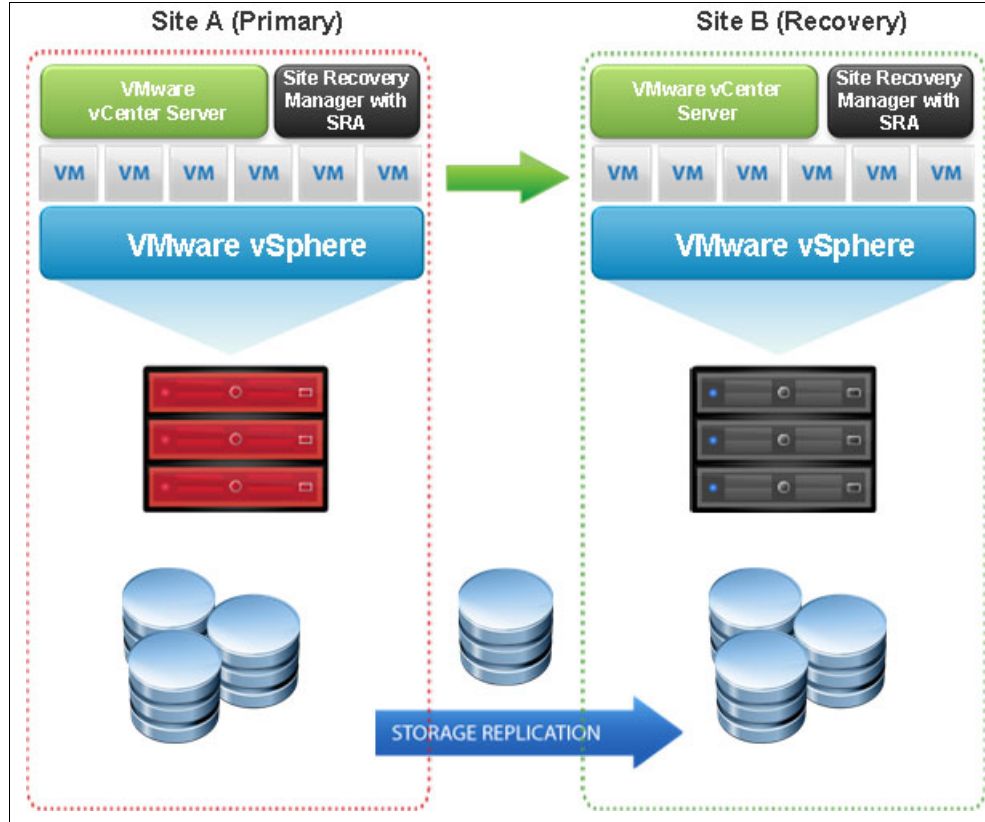 Site A (Primary)
Site B (Recovery)
VMware
vCenter Server
Site Recovery
Manager with
SRA
VMware vCenter
Server
Site Recovery
Manager with
SRA
VM VM VM VM VM VM
VM VM VM VM VM VM
VMware vSphere
VMware vSphere
STORAGE REPLICATION